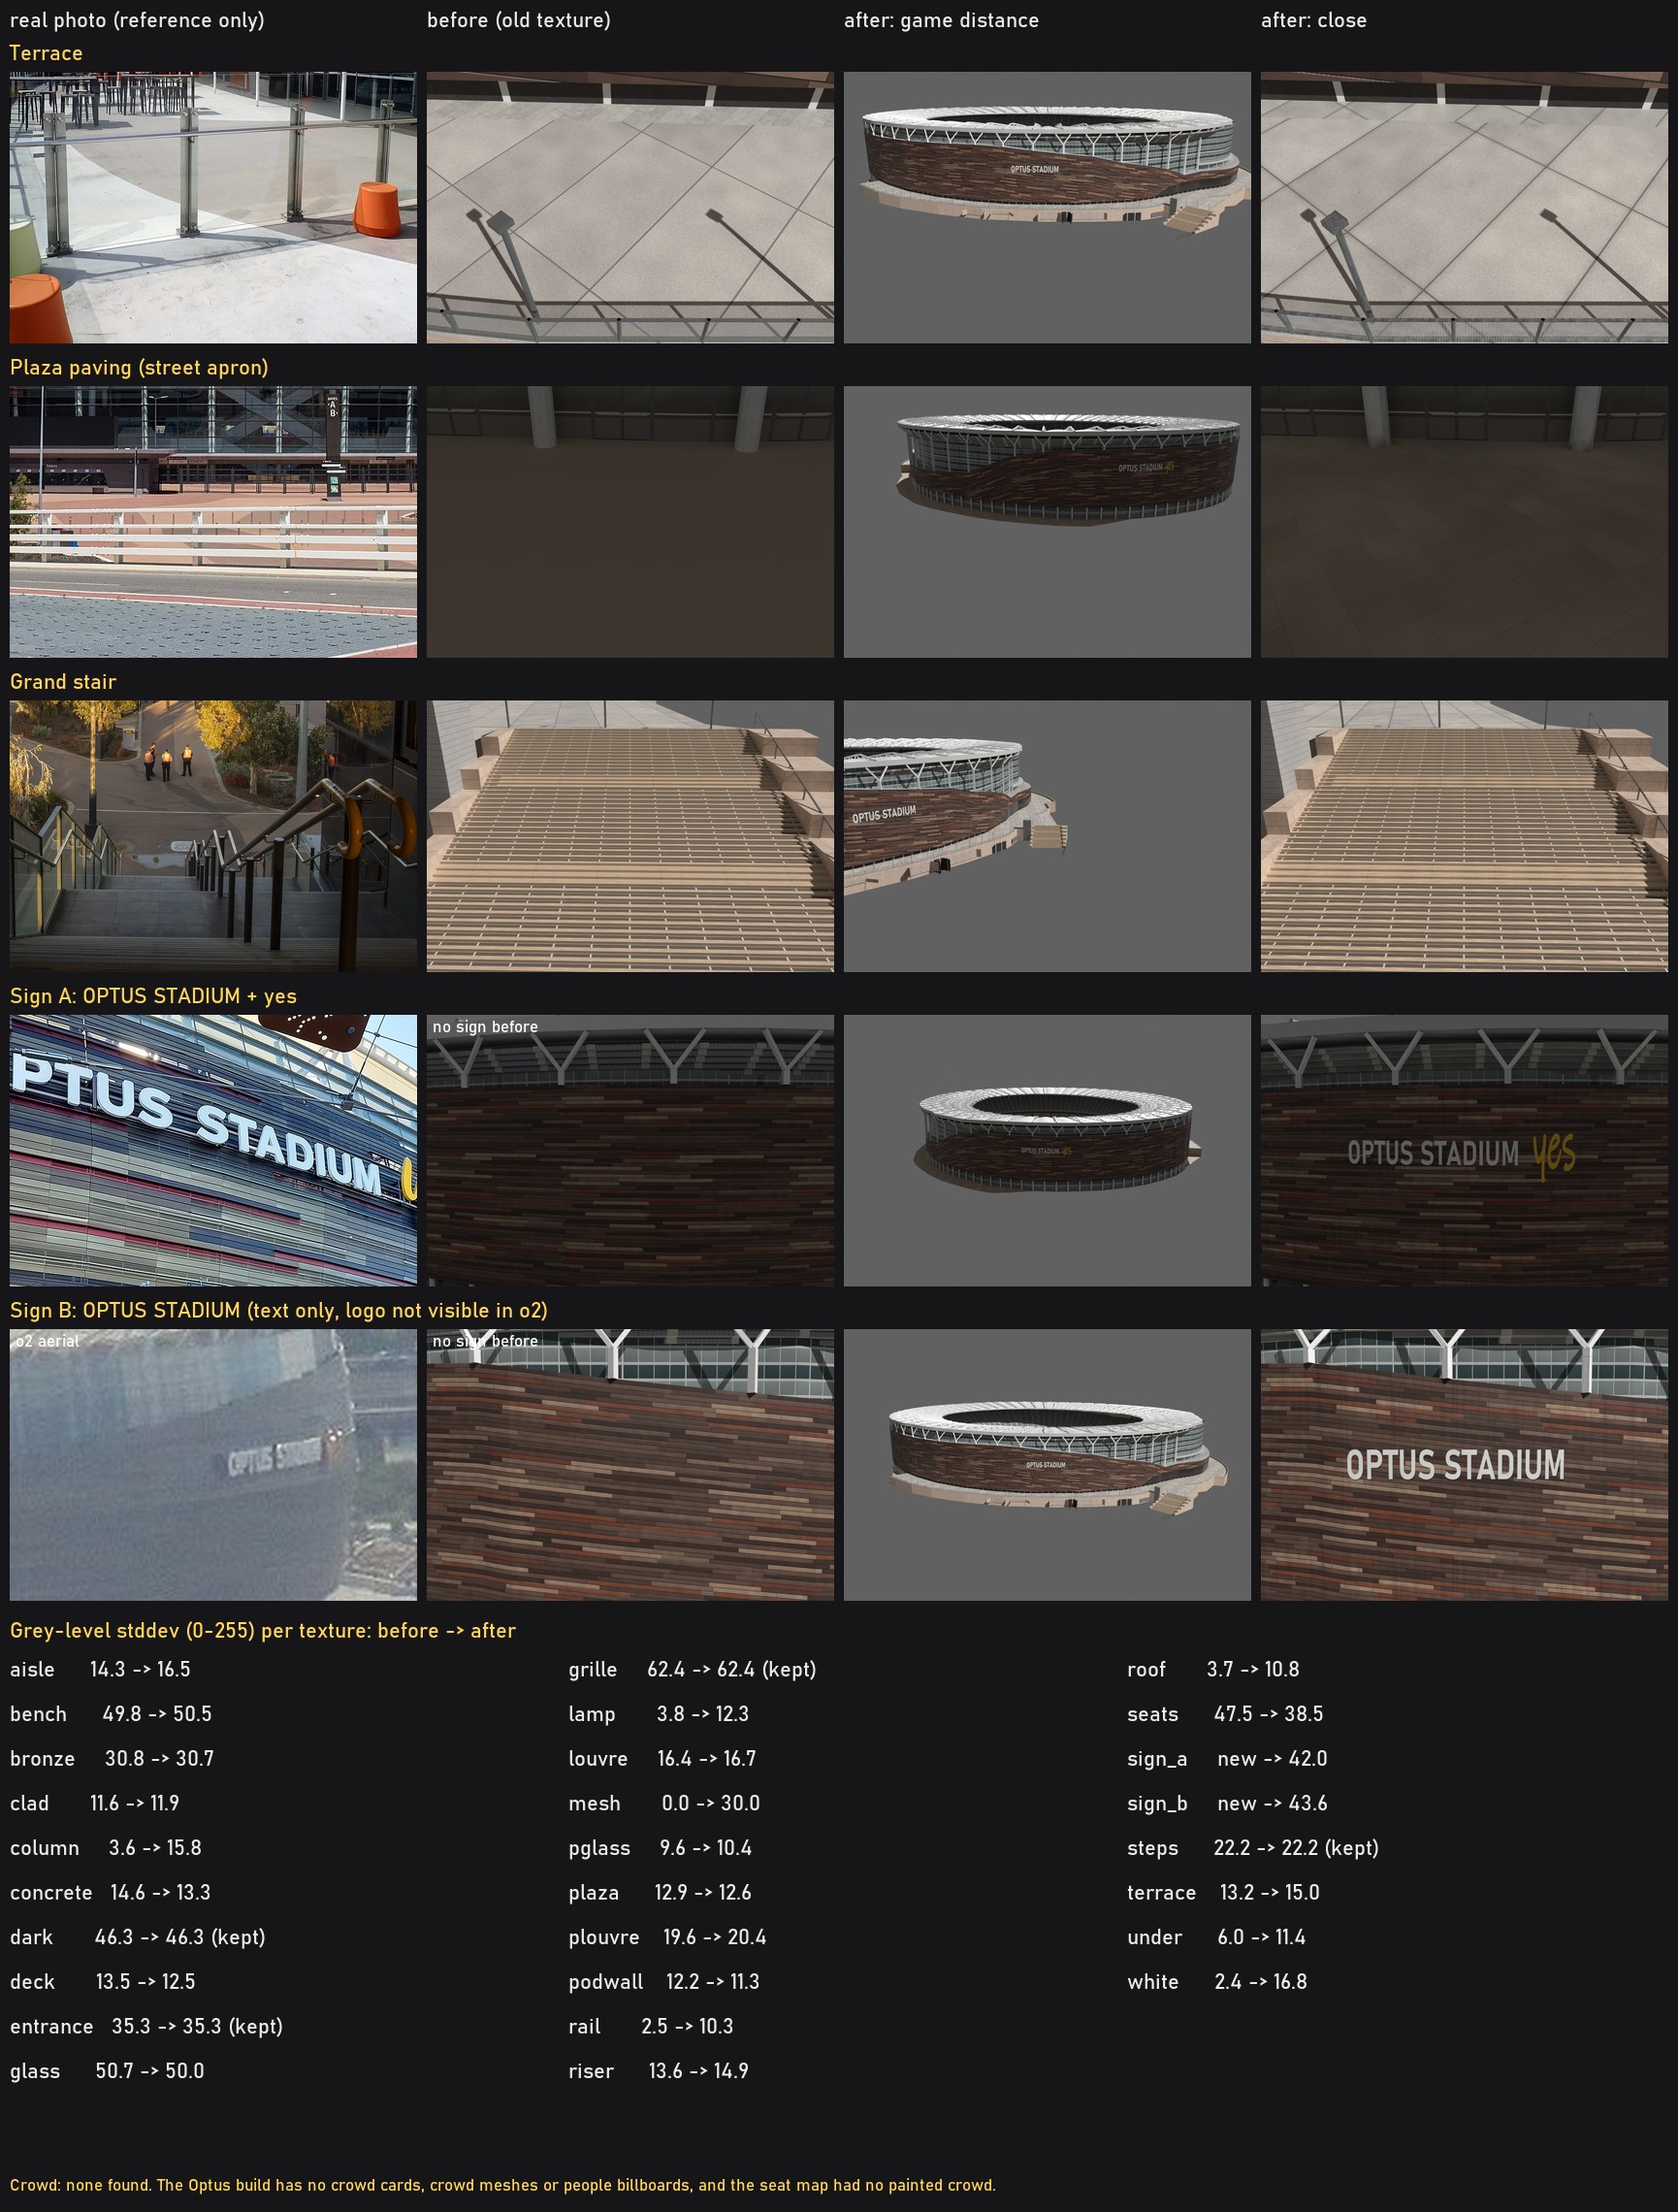 real photo (reference only) before (old texture) after: game distance after: close
Terrace
OPTUS STADIUM
Plaza paving (street apron)
A
B
OPTUS STADIUM yes
Grand stair
OPTUS STADIUM
Sign A: OPTUS STADIUM + yes
no sign before
PTUS STADIUM
OPTUS STADIUM yes
OPTUS STADIUM yes
Sign B: OPTUS STADIUM (text only, logo not visible in o2)
o2 aerial
no sign before
OPTUS STADIUM
OPTUS STADIUM
OPTUS STADIUM
Grey-level stddev (0-255) per texture: before -> after
aisle 14.3 -> 16.5
bench 49.8 -> 50.5
bronze 30.8 -> 30.7
clad 11.6 -> 11.9
column 3.6 -> 15.8
concrete 14.6 -> 13.3
dark 46.3 -> 46.3 (kept)
deck 13.5 -> 12.5
entrance 35.3 -> 35.3 (kept)
glass 50.7 -> 50.0
grille 62.4 -> 62.4 (kept)
lamp 3.8 -> 12.3
louvre 16.4 -> 16.7
mesh 0.0 -> 30.0
pglass 9.6 -> 10.4
plaza 12.9 -> 12.6
plouvre 19.6 -> 20.4
podwall 12.2 -> 11.3
rail 2.5 -> 10.3
riser 13.6 -> 14.9
roof 3.7 -> 10.8
seats 47.5 -> 38.5
sign_a new -> 42.0
sign_b new -> 43.6
steps 22.2 -> 22.2 (kept)
terrace 13.2 -> 15.0
under 6.0 -> 11.4
white 2.4 -> 16.8
Crowd: none found. The Optus build has no crowd cards, crowd meshes or people billboards, and the seat map had no painted crowd.